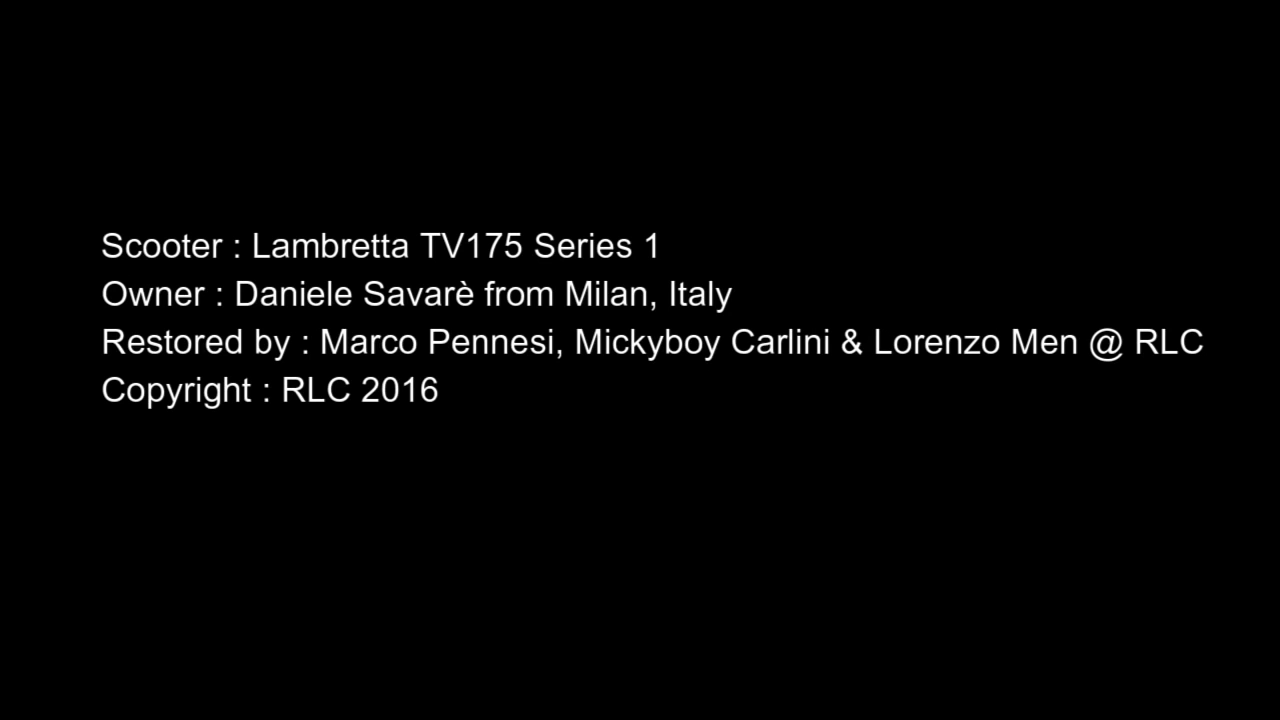 Scooter : Lambretta TV175 Series 1
Owner : Daniele Savarè from Milan, Italy
Restored by : Marco Pennesi, Mickyboy Carlini & Lorenzo Men @ RLC
Copyright : RLC 2016